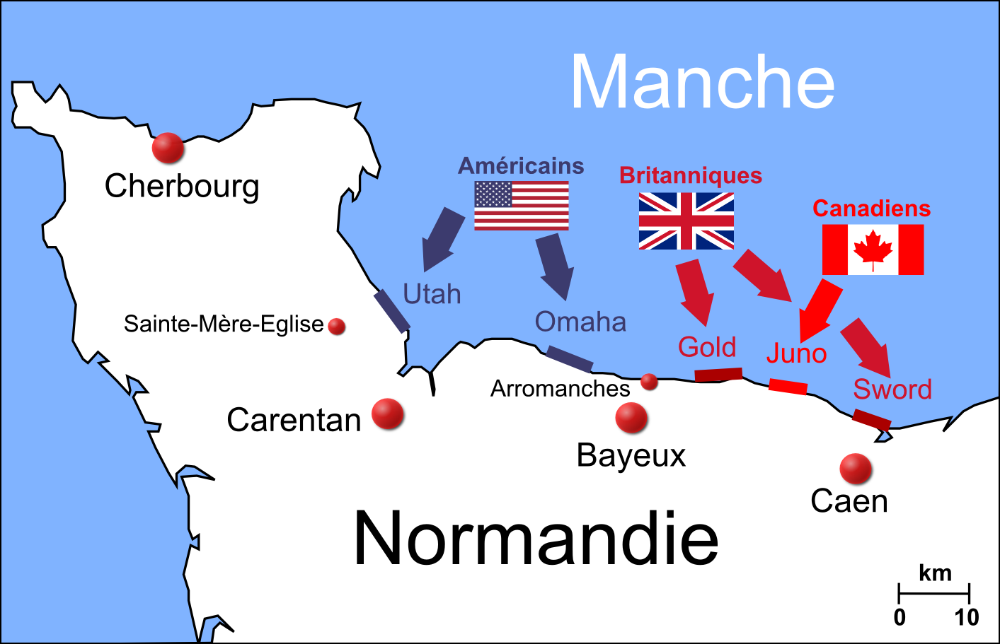 Manche
Américains
Britanniques
Canadiens
Cherbourg
Utah
Omaha
Sainte-Mère-Eglise
Gold
Juno
Sword
Arromanches
Carentan
Bayeux
Caen
Normandie
km
0 10